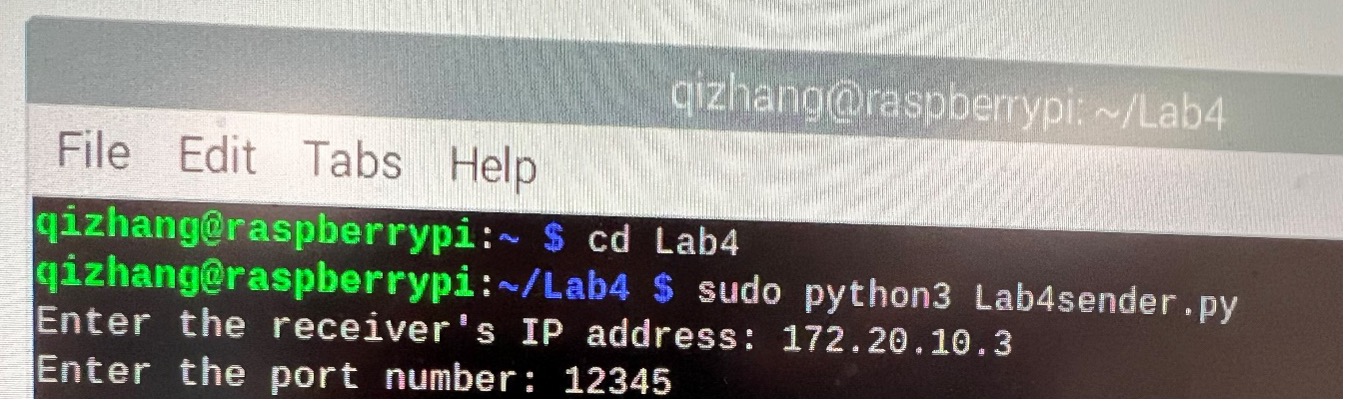 qizhang@raspberrypi: ~/Lab4
File Edit Tabs Help
qizhang@raspberrypi:~ $ cd Lab4
qizhang@raspberrypi:~/Lab4 $ sudo python3 Lab4sender.py
Enter the receiver's IP address: 172.20.10.3
Enter the port number: 12345